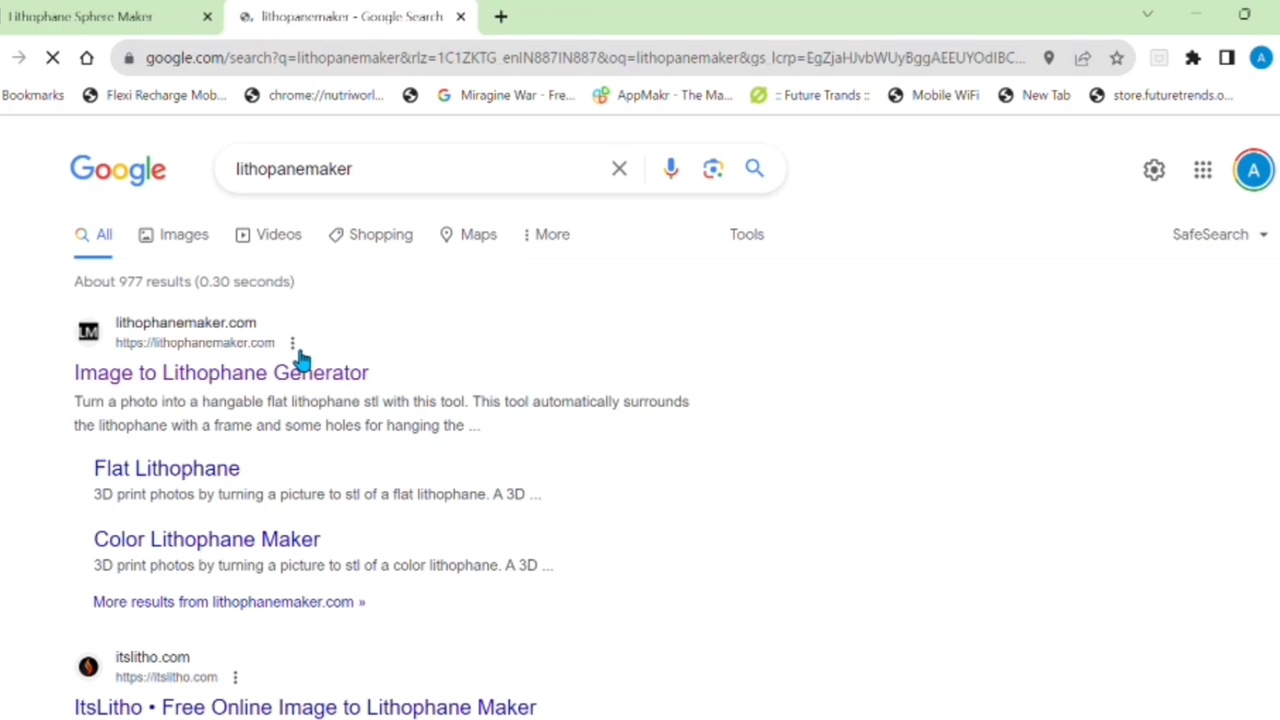 Lithophane Sphere Maker
lithopanemaker - Google Search
google.com/search?q=lithopanemaker&rlz=1C1ZKTG_enIN887IN887&oq=lithopanemaker&gs_lcrp=EgZjaHJvbWUyBggAEEUYOdIBC...
Bookmarks
Flexi Recharge Mob...
chrome://nutriworl...
Miragine War - Fre...
AppMakr - The Ma...
:: Future Trands ::
Mobile WiFi
New Tab
store.futuretrends.o...
A
Google
lithopanemaker
A
All
Images
Videos
Shopping
Maps
More
Tools
SafeSearch
About 977 results (0.30 seconds)
LM
lithophanemaker.com
https://lithophanemaker.com
Image to Lithophane Generator
Turn a photo into a hangable flat lithophane stl with this tool. This tool automatically surrounds
the lithophane with a frame and some holes for hanging the ...
Flat Lithophane
3D print photos by turning a picture to stl of a flat lithophane. A 3D ...
Color Lithophane Maker
3D print photos by turning a picture to stl of a color lithophane. A 3D ...
More results from lithophanemaker.com »
itslitho.com
https://itslitho.com
ItsLitho • Free Online Image to Lithophane Maker